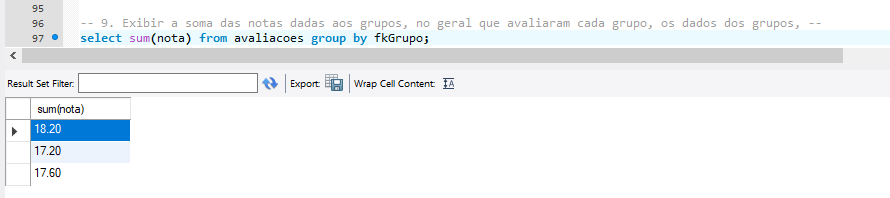 95
96 -- 9. Exibir a soma das notas dadas aos grupos, no geral que avaliaram cada grupo, os dados dos grupos, --
97 select sum(nota) from avaliacoes group by fkGrupo;
Result Set Filter: Export: Wrap Cell Content:
sum(nota)
18.20
17.20
17.60